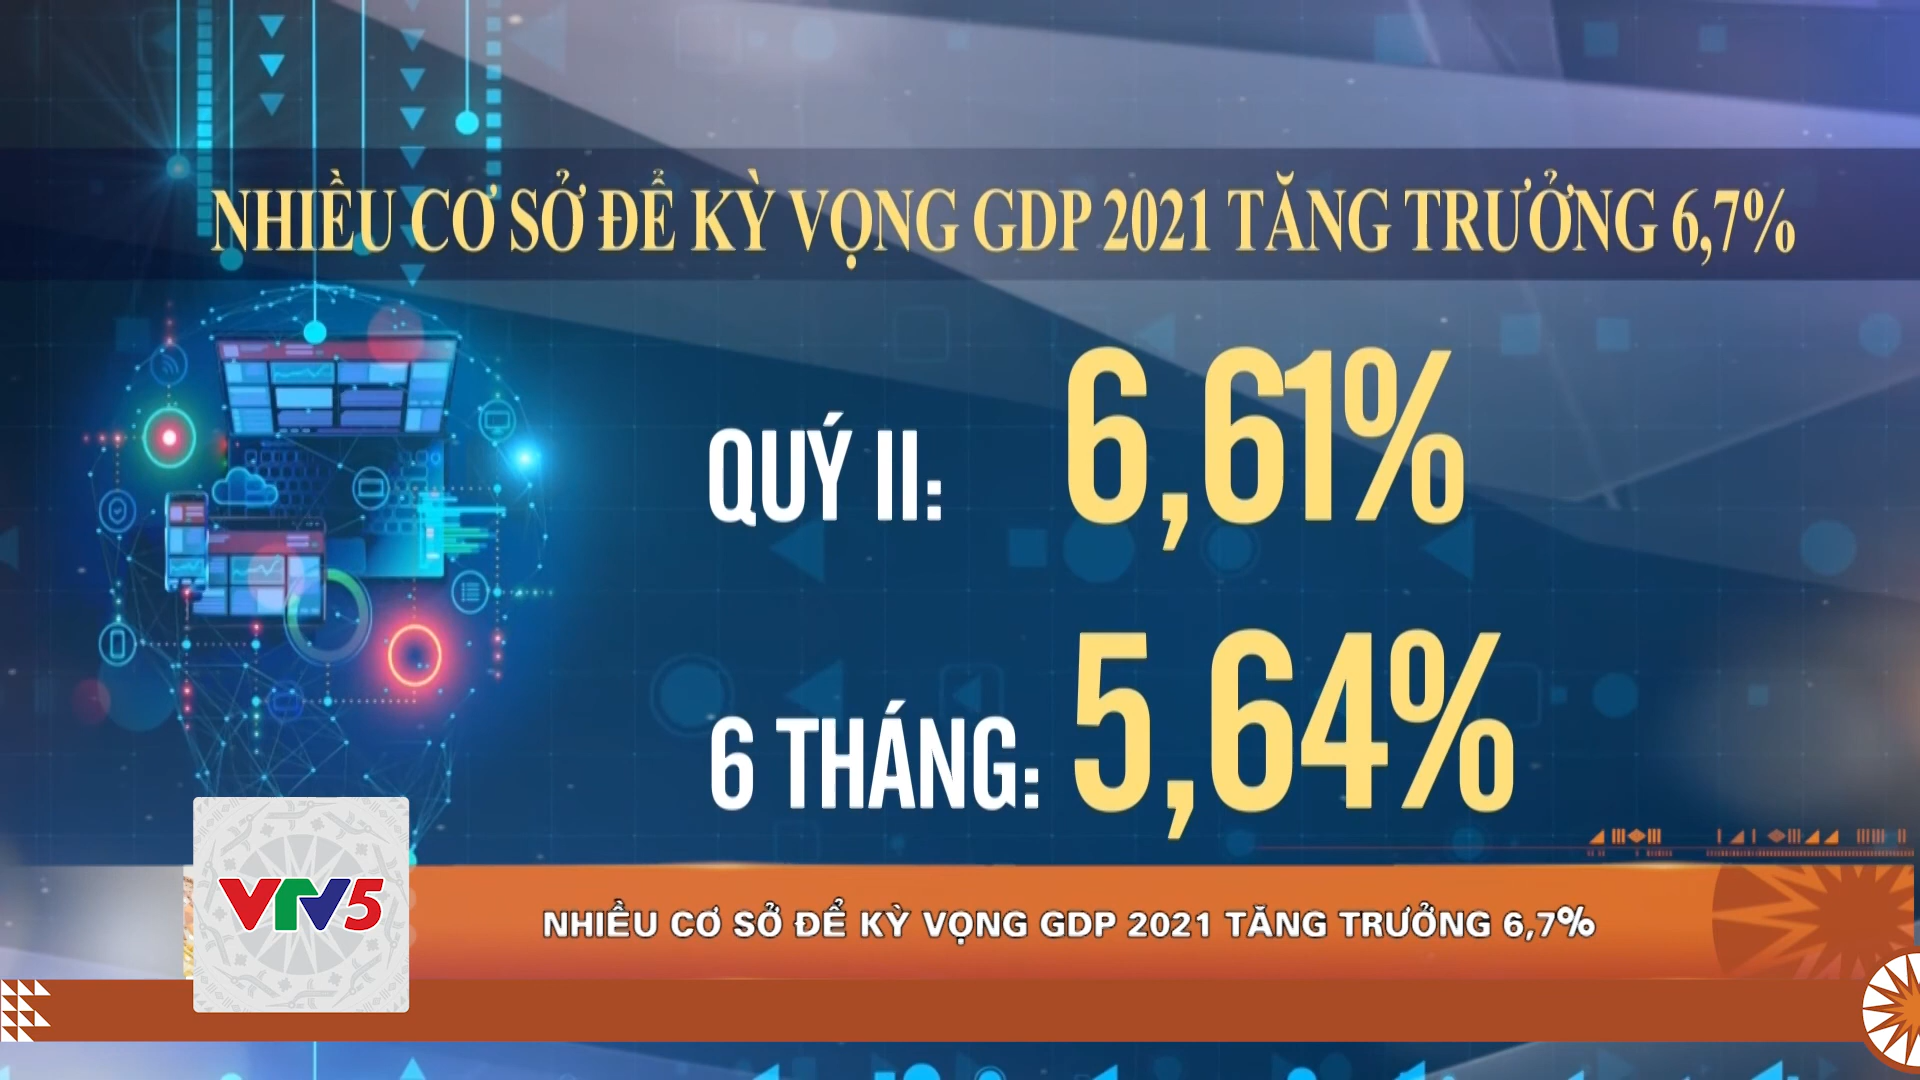 NHIỀU CƠ SỞ ĐỂ KỲ VỌNG GDP 2021 TĂNG TRƯỞNG 6,7%
QUÝ II: 6,61%
6 THÁNG: 5,64%
VTV5
NHIỀU CƠ SỞ ĐỂ KỲ VỌNG GDP 2021 TĂNG TRƯỞNG 6,7%